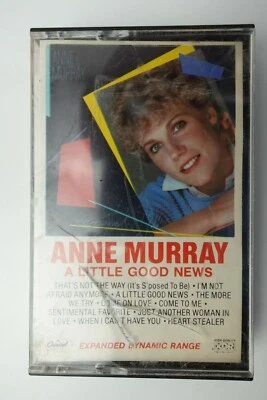 ANNE MURRAY
A LITTLE GOOD NEWS
THAT'S NOT THE WAY (It's S'posed To Be) • I'M NOT
AFRAID ANYMORE • A LITTLE GOOD NEWS • THE MORE
WE TRY • COME ON LOVE • COME TO ME •
SENTIMENTAL FAVORITE • JUST ANOTHER WOMAN IN
LOVE • WHEN I CAN'T HAVE YOU • HEART STEALER
Capitol
EXPANDED DYNAMIC RANGE
XDR